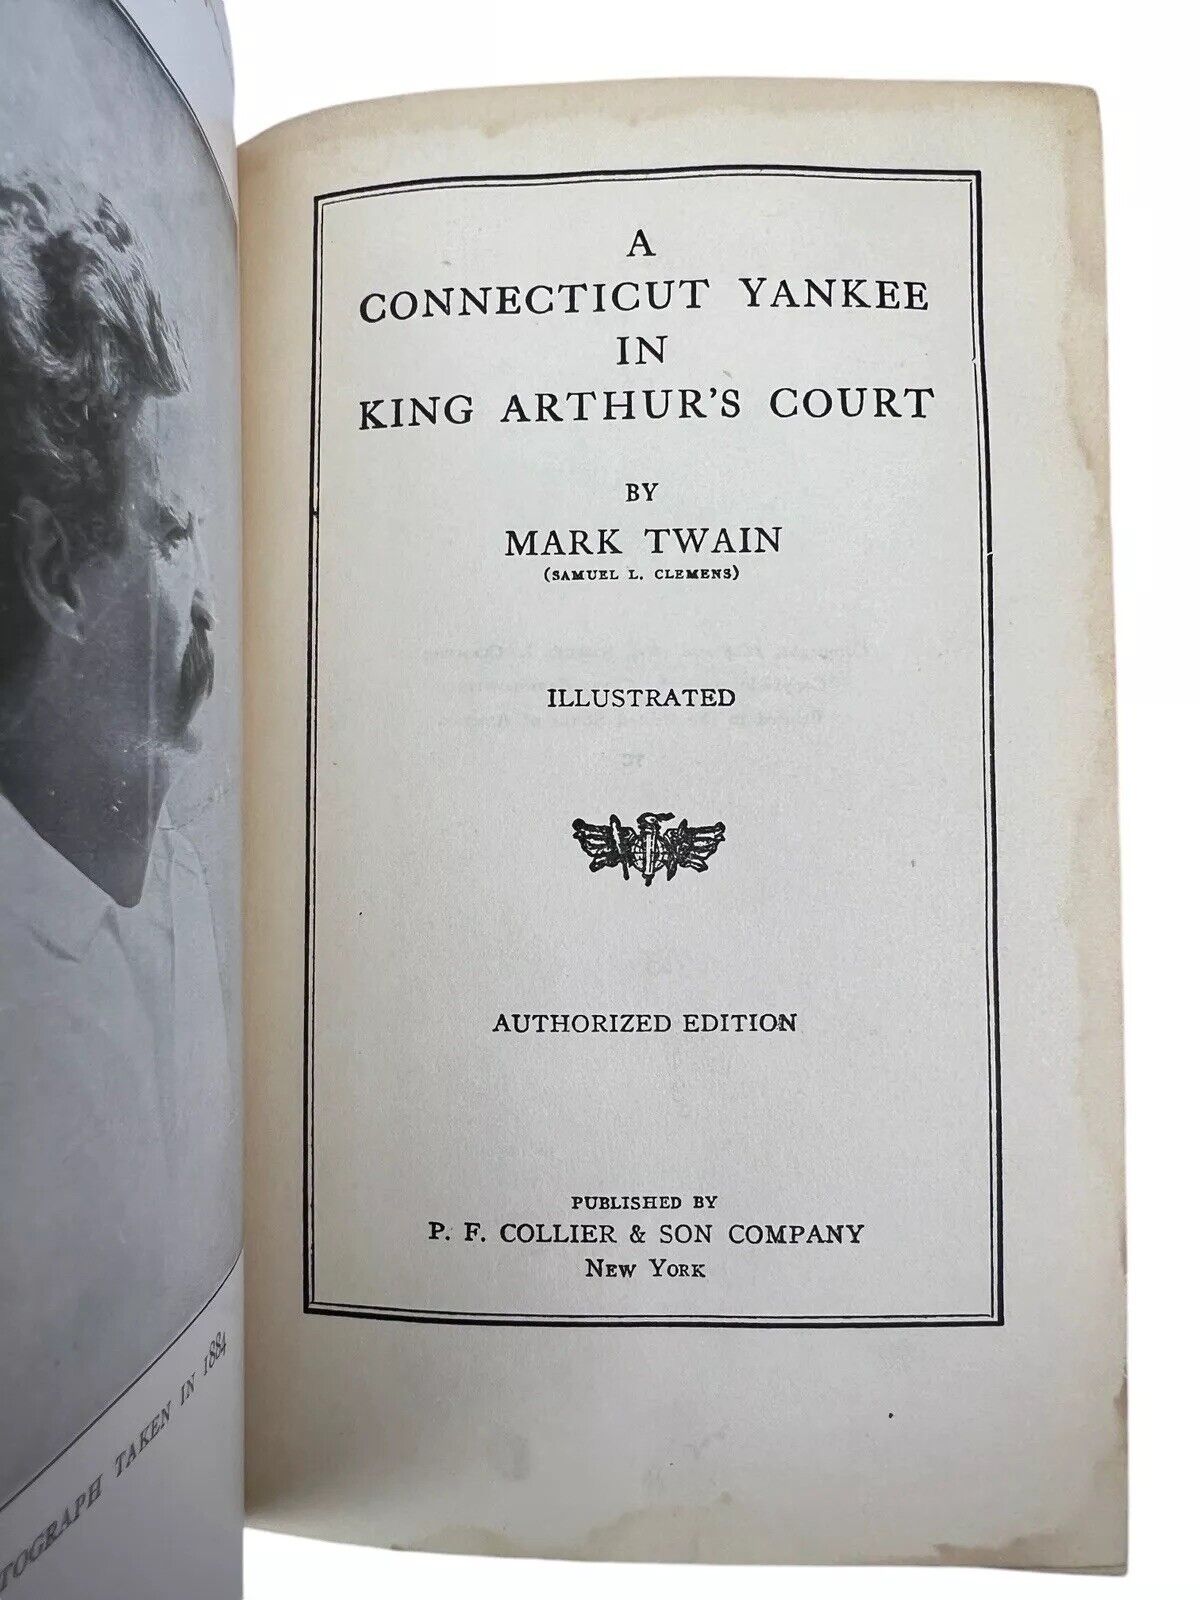 TOGRAPH TAKEN IN 1884
A
CONNECTICUT YANKEE
IN
KING ARTHUR'S COURT
BY
MARK TWAIN
(SAMUEL L. CLEMENS)
ILLUSTRATED
AUTHORIZED EDITION
PUBLISHED BY
P. F. COLLIER & SON COMPANY
NEW YORK